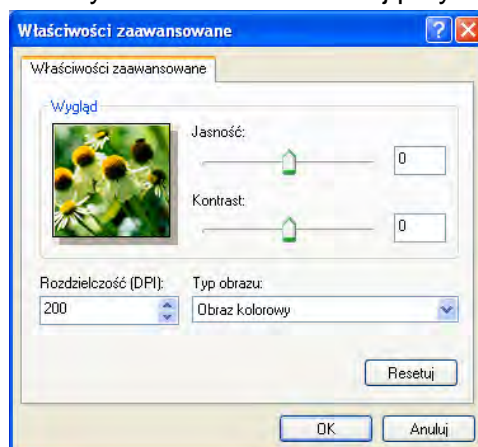 Właściwości zaawansowane
Właściwości zaawansowane
Wygląd
Jasność:
0
Kontrast:
0
Rozdzielczość (DPI): Typ obrazu:
200 Obraz kolorowy
Resetuj
OK Anuluj